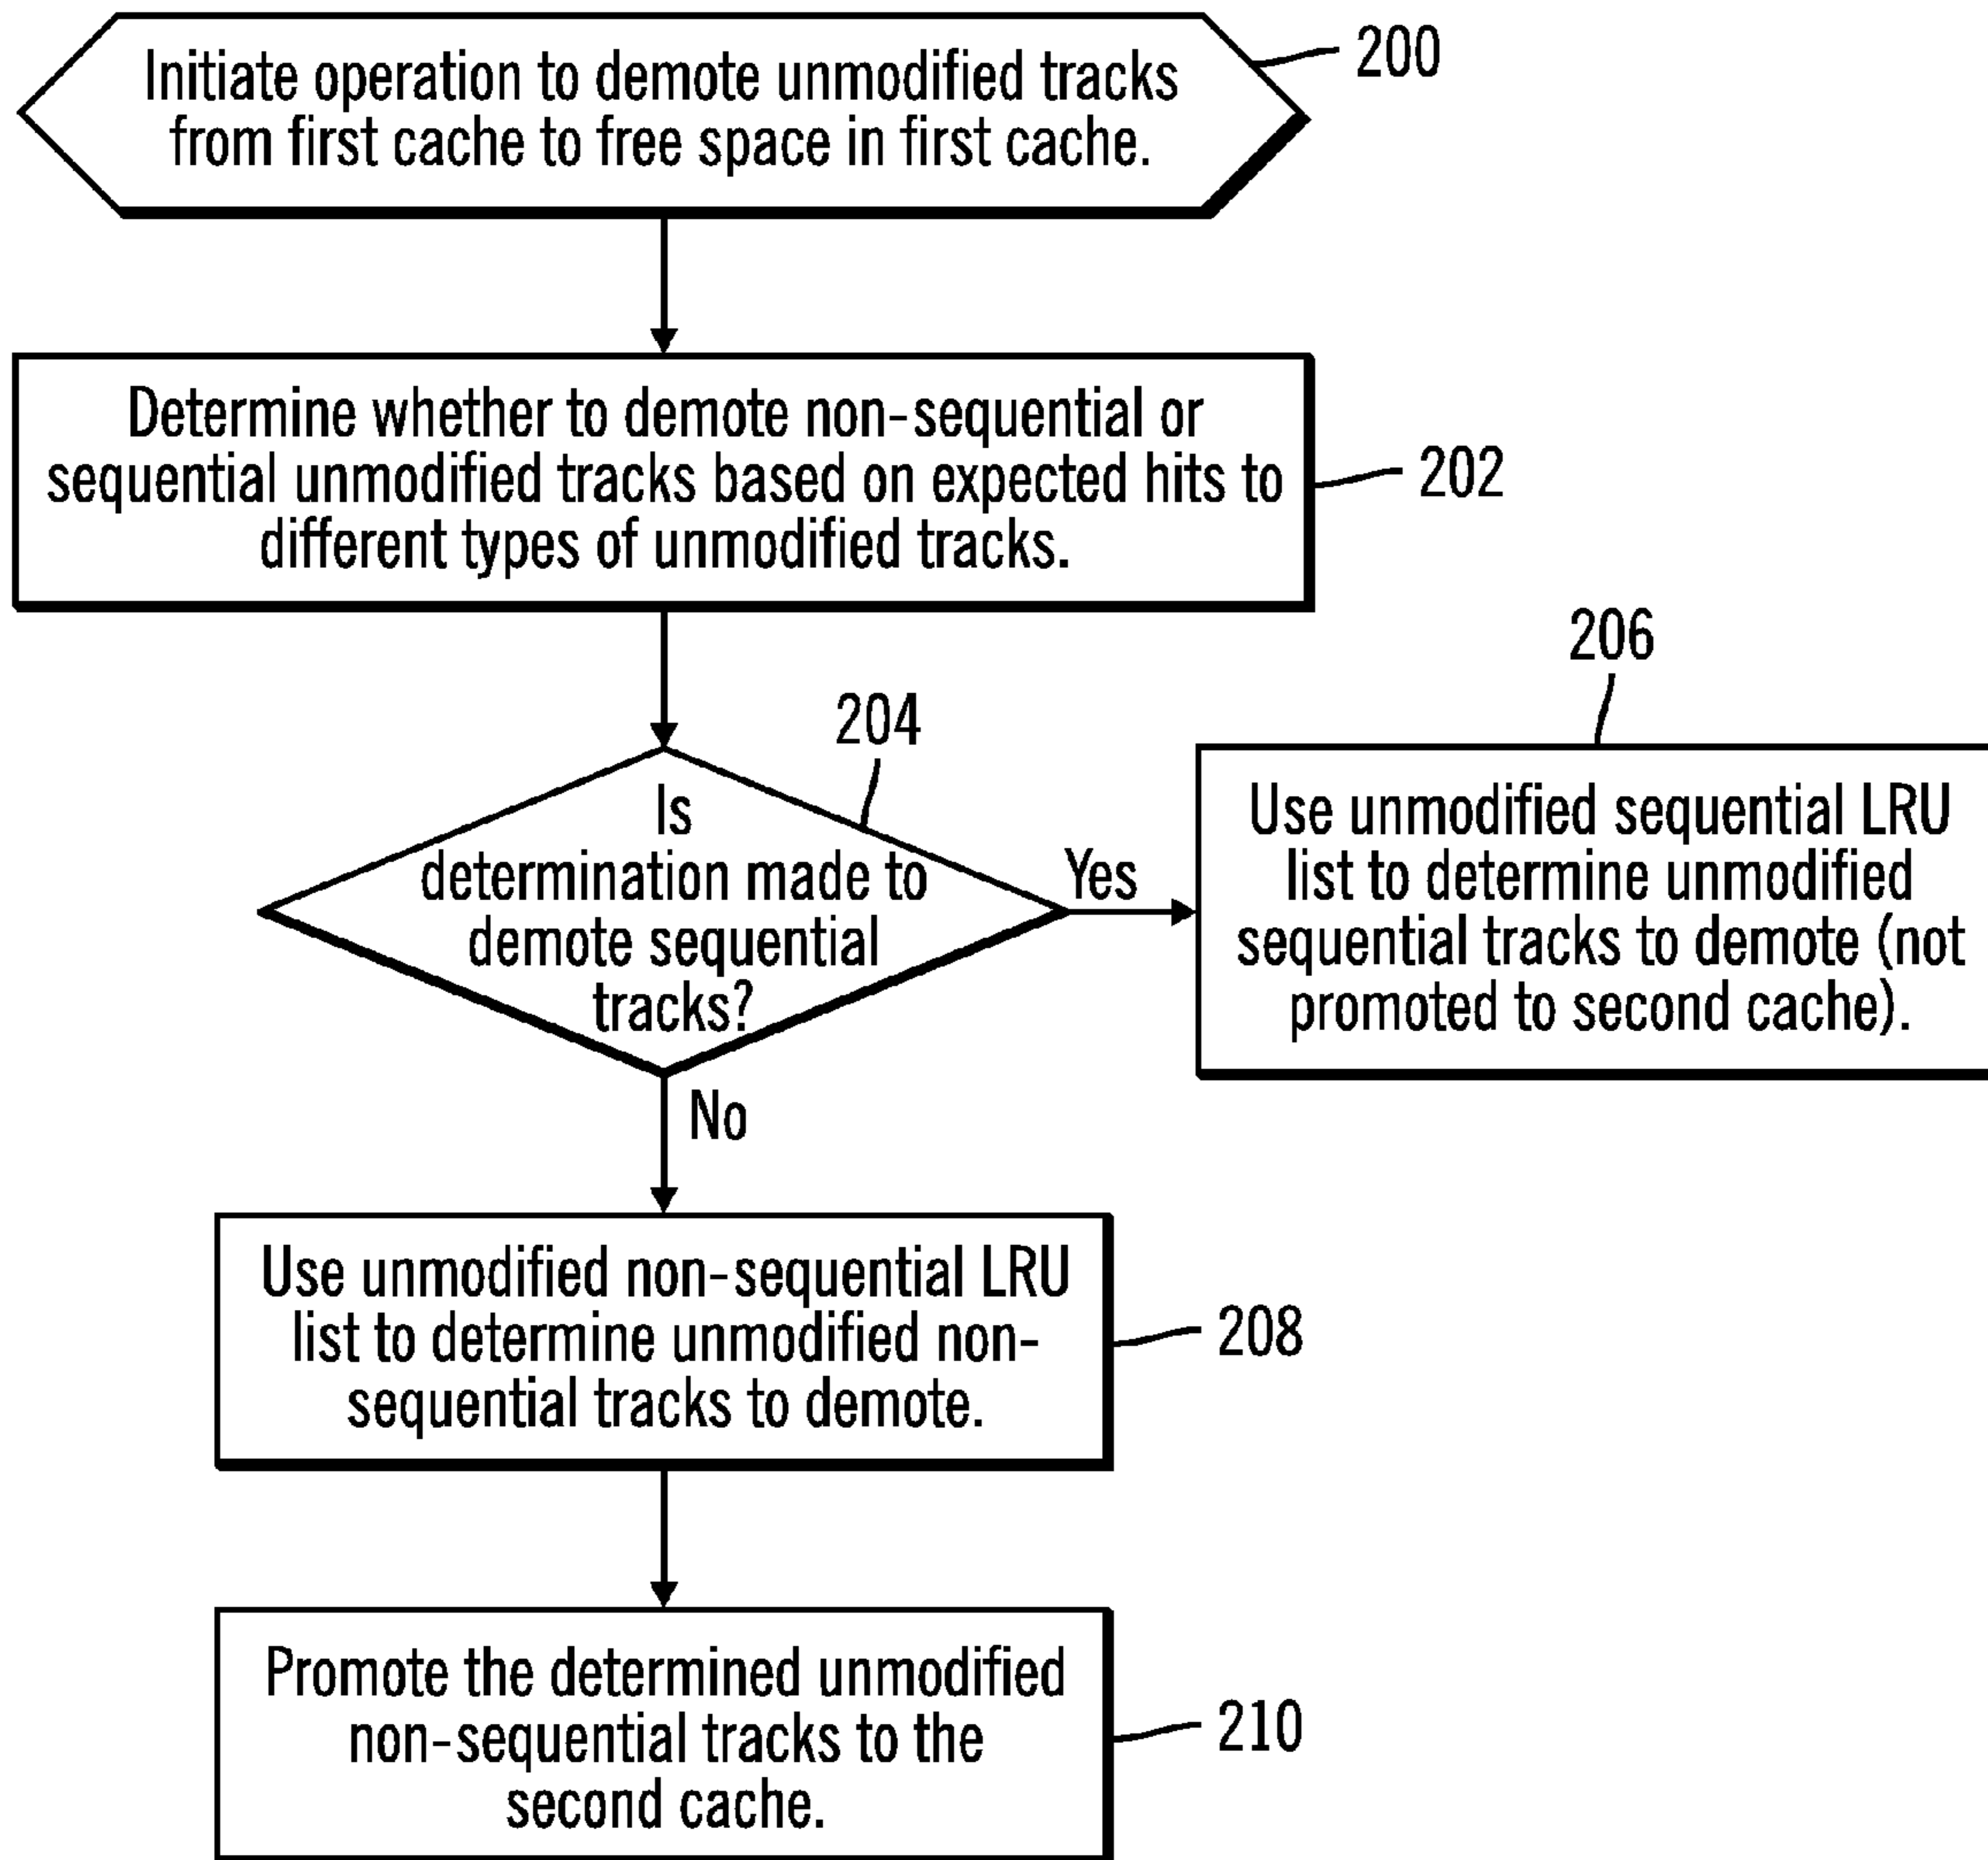 Initiate operation to demote unmodified tracks
from first cache to free space in first cache.
200
Determine whether to demote non-sequential or
sequential unmodified tracks based on expected hits to
different types of unmodified tracks.
202
204
Is
determination made to
demote sequential
tracks?
Yes
No
206
Use unmodified sequential LRU
list to determine unmodified
sequential tracks to demote (not
promoted to second cache).
Use unmodified non-sequential LRU
list to determine unmodified non-
sequential tracks to demote.
208
Promote the determined unmodified
non-sequential tracks to the
second cache.
210